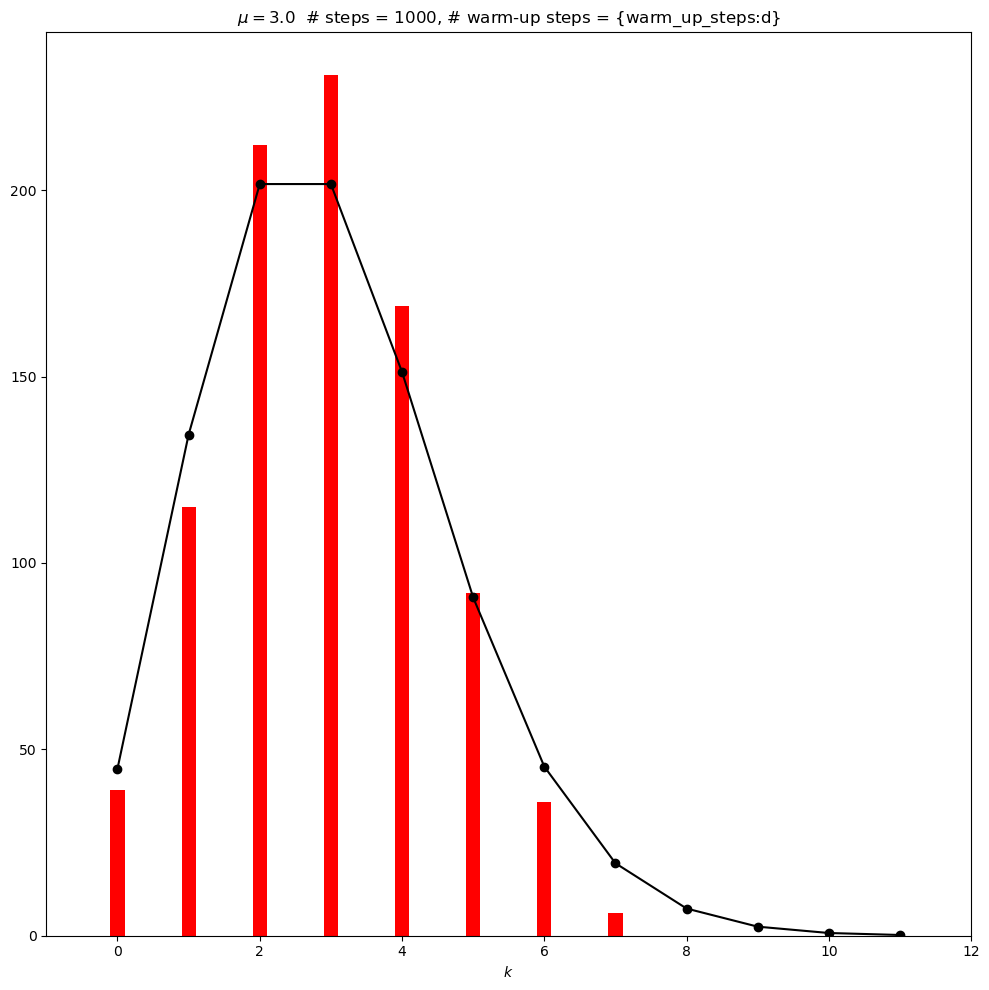 μ = 3.0 # steps = 1000, # warm-up steps = {warm_up_steps:d}
200
150
100
50
0
0 2 4 6 8 10 12
k